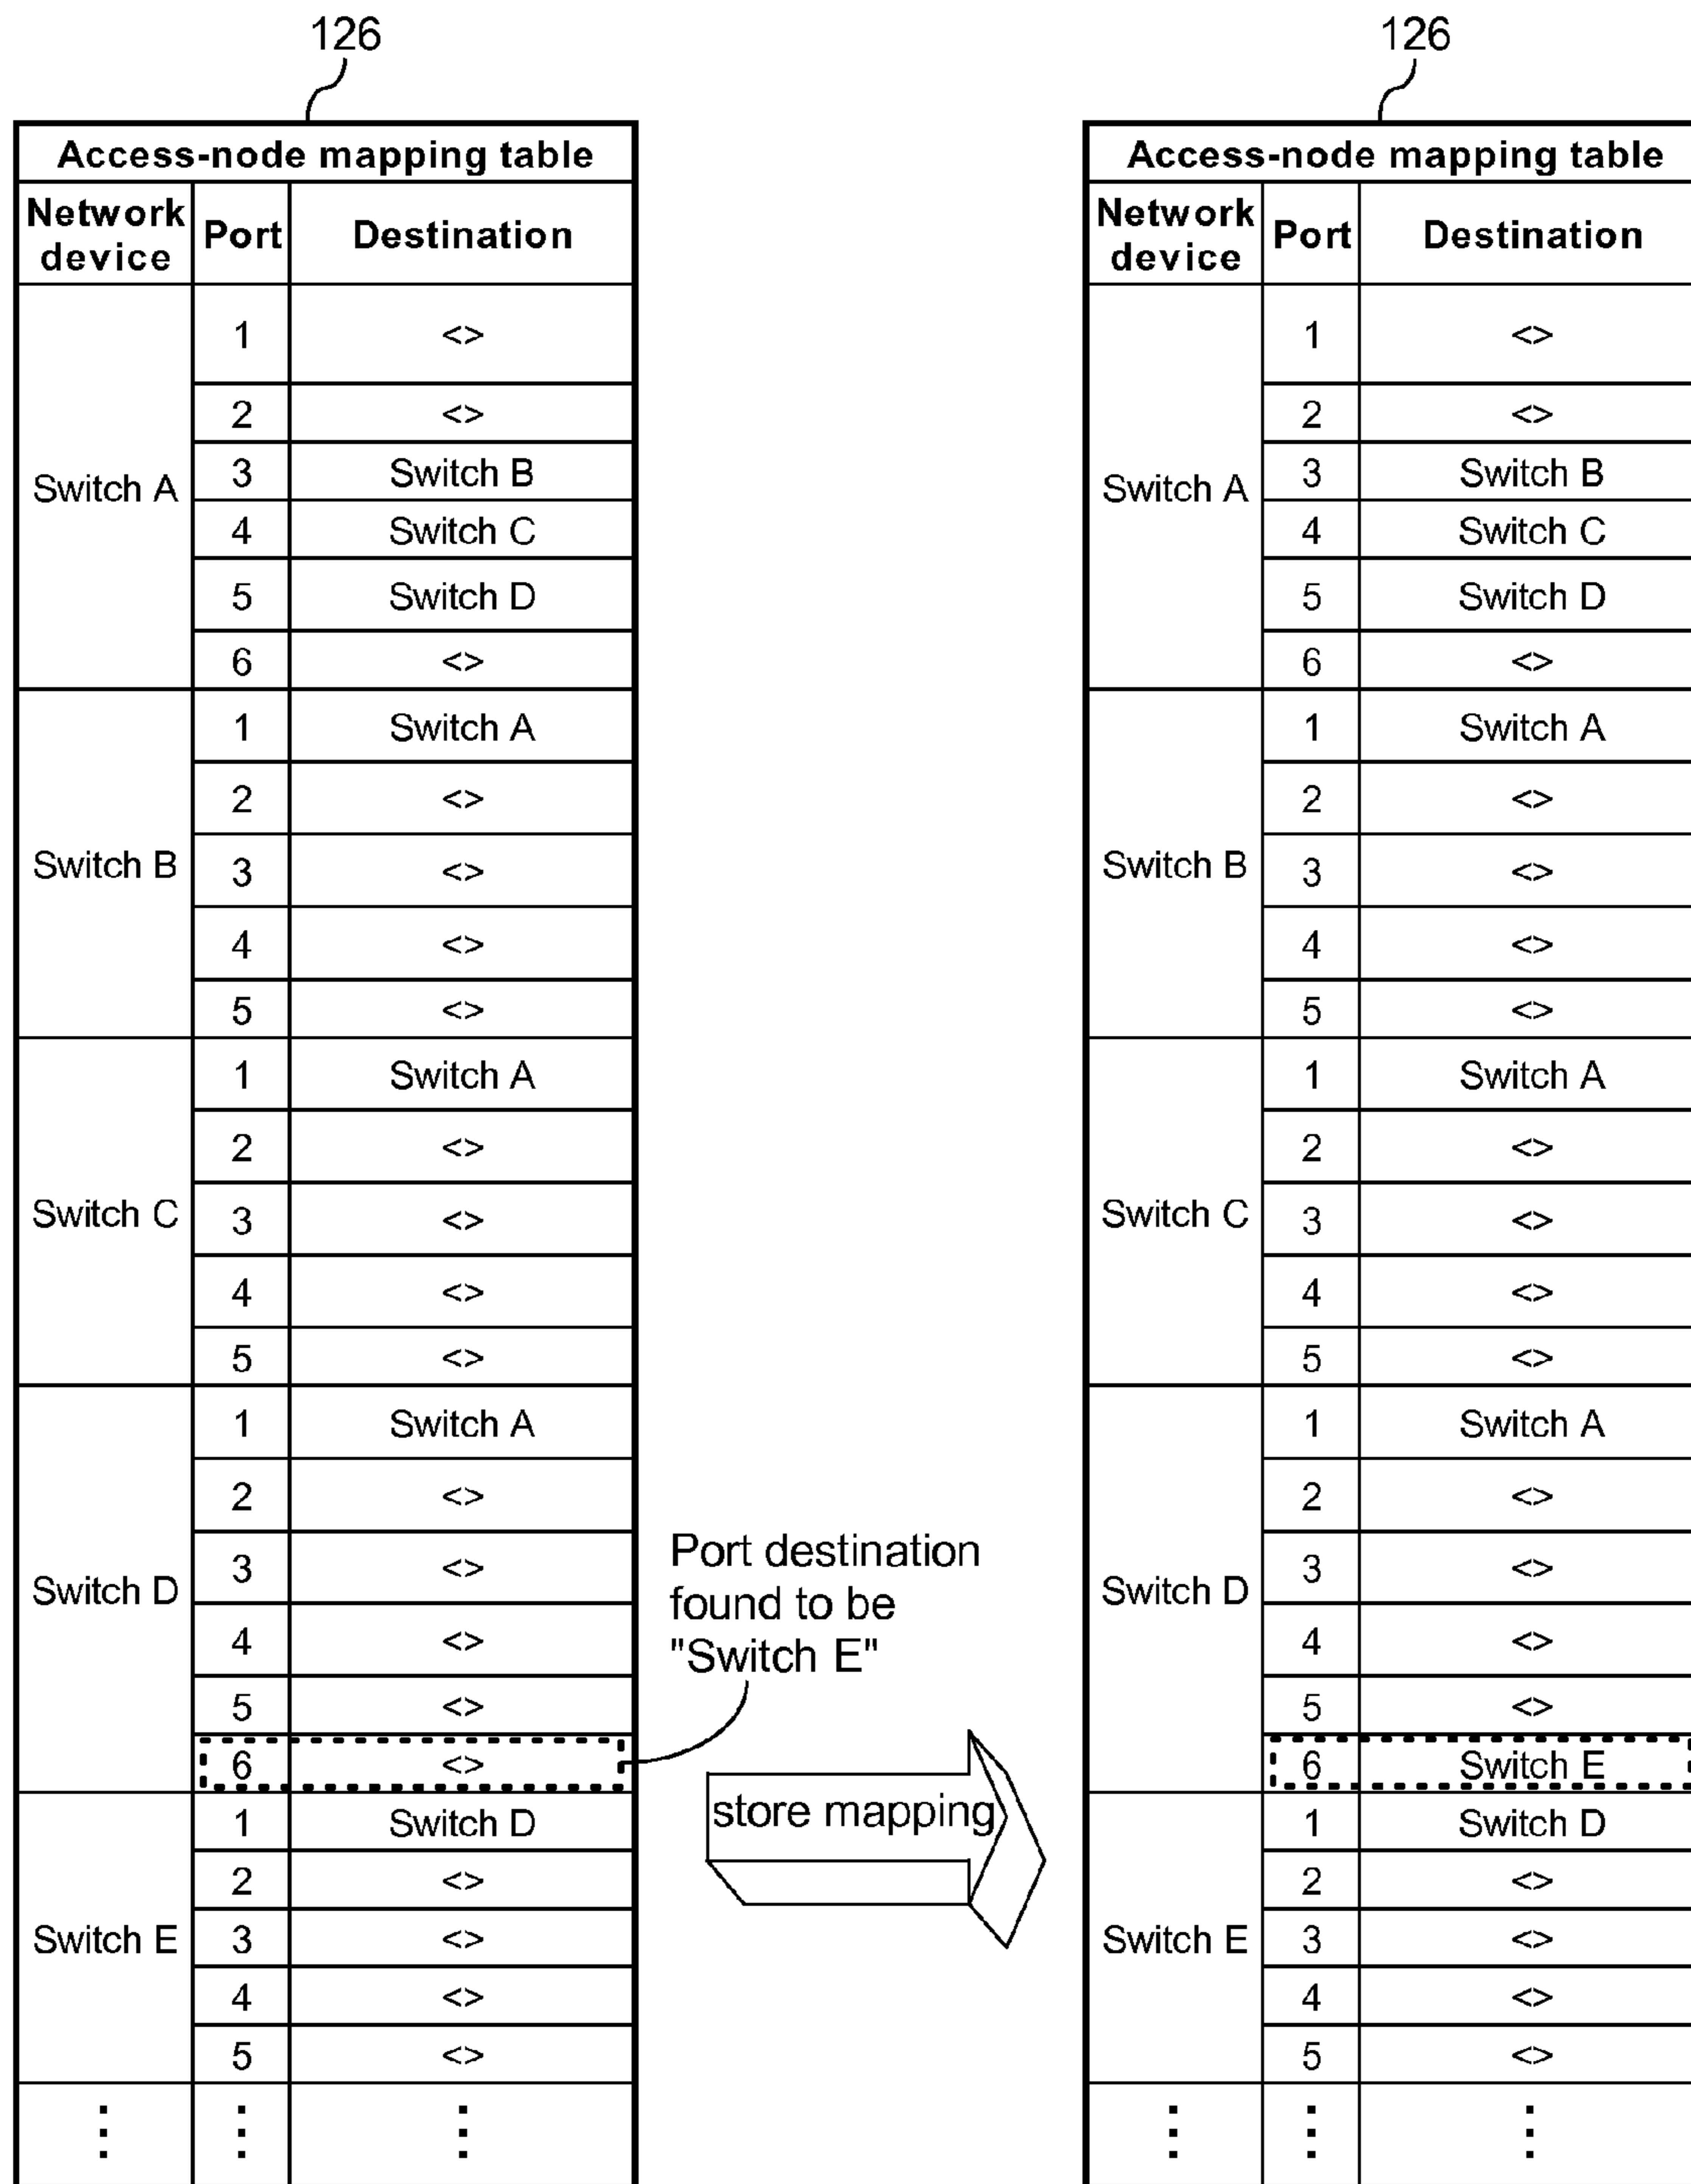 126
Access-node mapping table
Network device Port Destination
Switch A
1 <>
2 <>
3 Switch B
4 Switch C
5 Switch D
6 <>
Switch B
1 Switch A
2 <>
3 <>
4 <>
5 <>
Switch C
1 Switch A
2 <>
3 <>
4 <>
5 <>
Switch D
1 Switch A
2 <>
3 <>
4 <>
5 <>
6 <>
Switch E
1 Switch D
2 <>
3 <>
4 <>
5 <>
Port destination
found to be
"Switch E"
store mapping
126
Access-node mapping table
Network device Port Destination
Switch A
1 <>
2 <>
3 Switch B
4 Switch C
5 Switch D
6 <>
Switch B
1 Switch A
2 <>
3 <>
4 <>
5 <>
Switch C
1 Switch A
2 <>
3 <>
4 <>
5 <>
Switch D
1 Switch A
2 <>
3 <>
4 <>
5 <>
6 Switch E
Switch E
1 Switch D
2 <>
3 <>
4 <>
5 <>